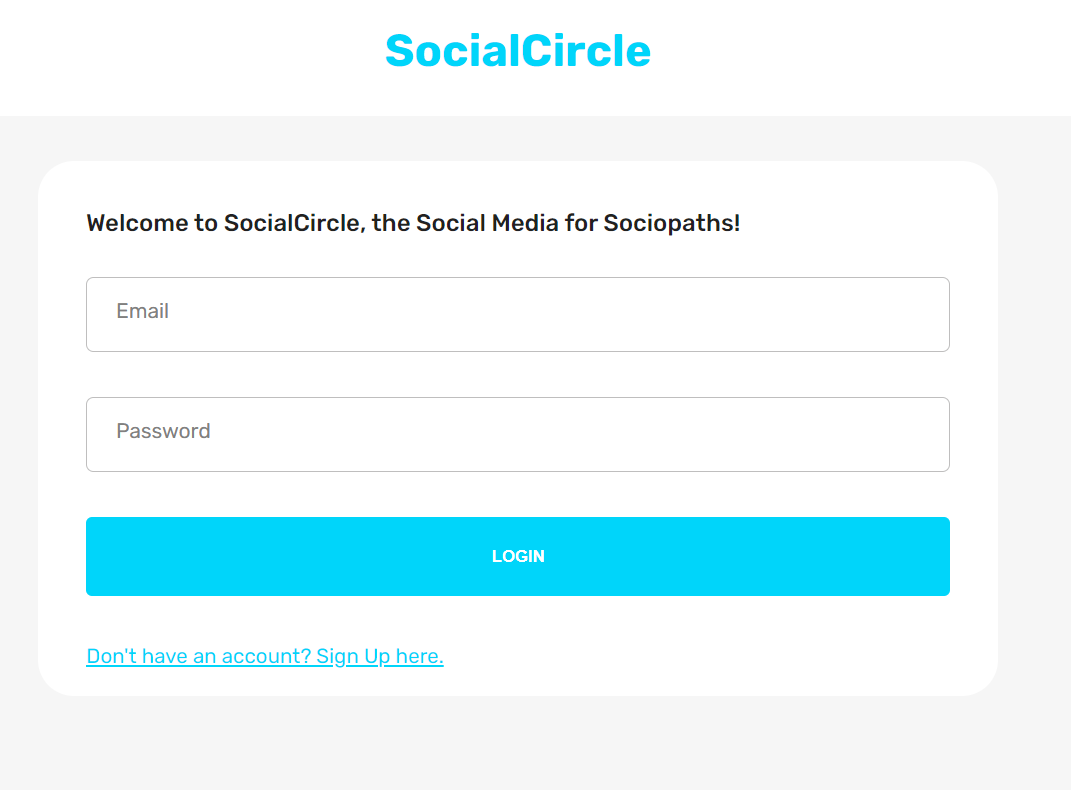 SocialCircle
Welcome to SocialCircle, the Social Media for Sociopaths!
Email
Password
LOGIN
Don't have an account? Sign Up here.